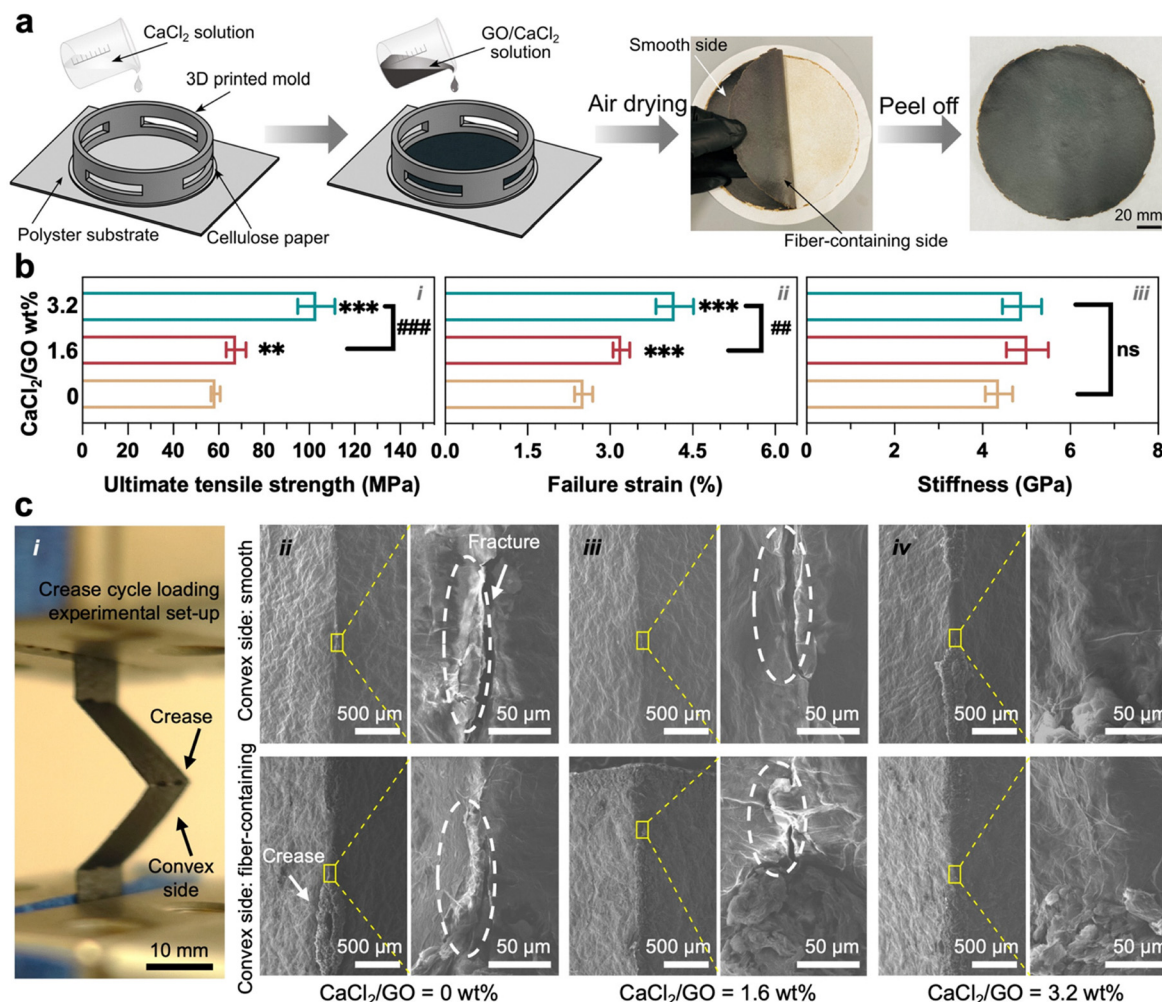 a
CaCl₂ solution
3D printed mold
Polyster substrate
Cellulose paper
GO/CaCl₂
solution
Air drying
Smooth side
Fiber-containing side
Peel off
20 mm
b
CaCl₂/GO wt%
3.2
1.6
0
i
***
###
**
0 20 40 60 80 100 120 140
Ultimate tensile strength (MPa)
ii
***
##
***
0.0 1.5 3.0 4.5 6.0
Failure strain (%)
iii
ns
0 2 4 6 8
Stiffness (GPa)
c
i
Crease cycle loading
experimental set-up
Crease
Convex
side
10 mm
Convex side: smooth
ii
500 µm
Fracture
50 µm
iii
500 µm
50 µm
iv
500 µm
50 µm
Convex side: fiber-containing
Crease
500 µm
50 µm
500 µm
50 µm
500 µm
50 µm
CaCl₂/GO = 0 wt%
CaCl₂/GO = 1.6 wt%
CaCl₂/GO = 3.2 wt%